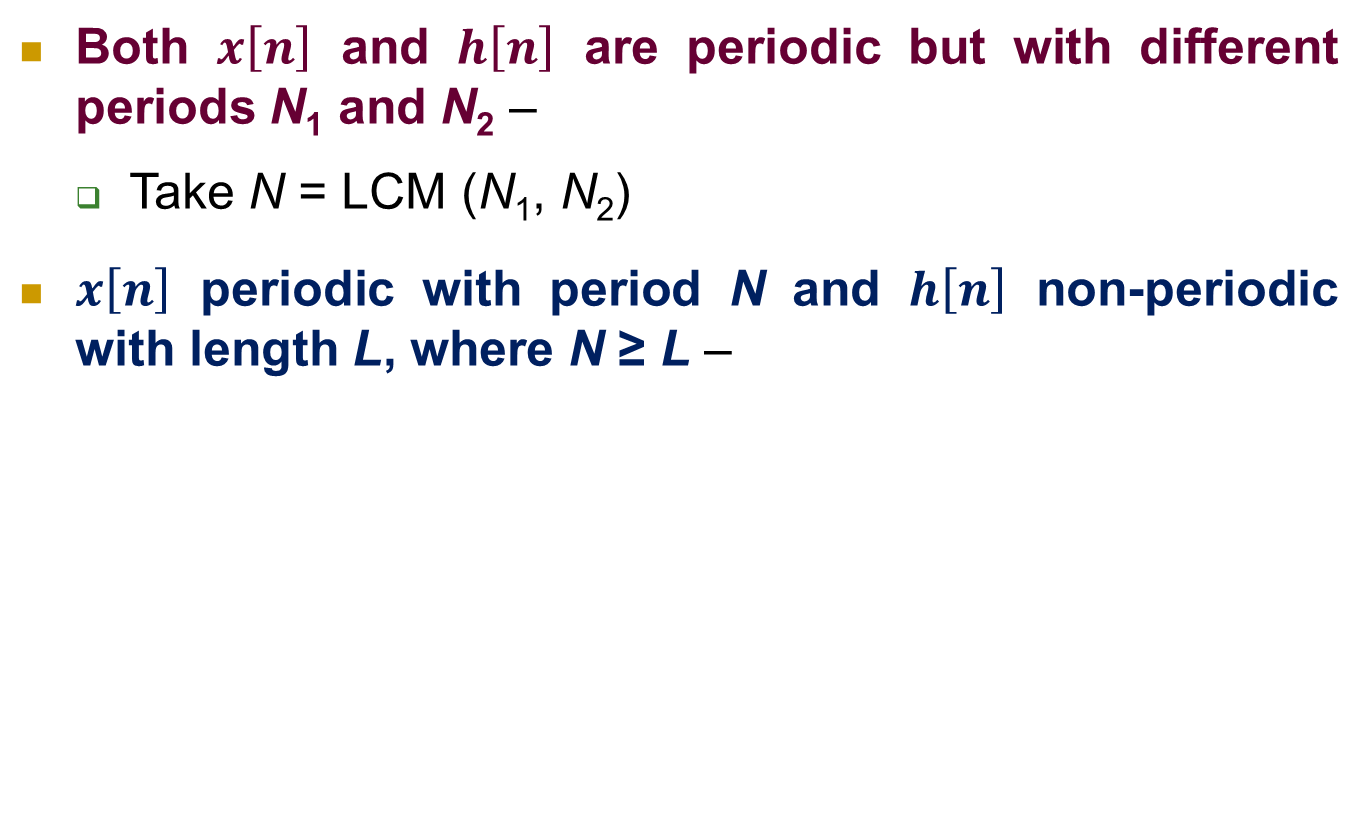 Both x[n] and h[n] are periodic but with different
periods N₁ and N₂ –
Take N = LCM (N₁, N₂)
x[n] periodic with period N and h[n] non-periodic
with length L, where N ≥ L –